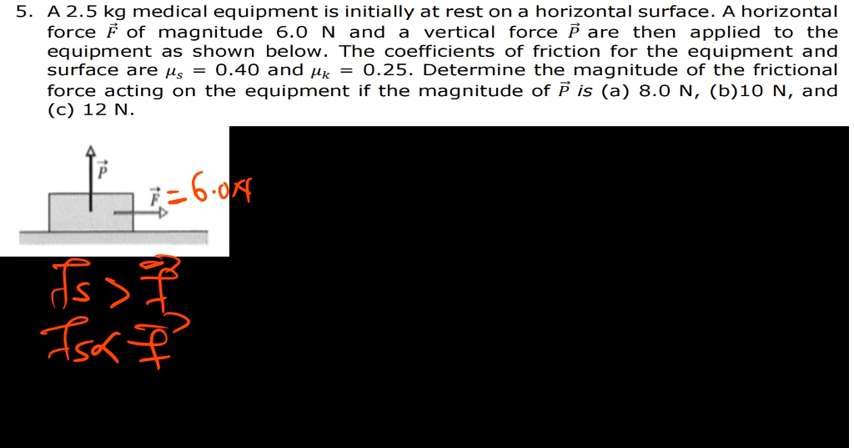 5. A 2.5 kg medical equipment is initially at rest on a horizontal surface. A horizontal
force F⃗ of magnitude 6.0 N and a vertical force P⃗ are then applied to the
equipment as shown below. The coefficients of friction for the equipment and
surface are μₛ = 0.40 and μₖ = 0.25. Determine the magnitude of the frictional
force acting on the equipment if the magnitude of P⃗ is (a) 8.0 N, (b)10 N, and
(c) 12 N.
P⃗
F⃗ = 6.0N
fs > F⃗
fs < F⃗